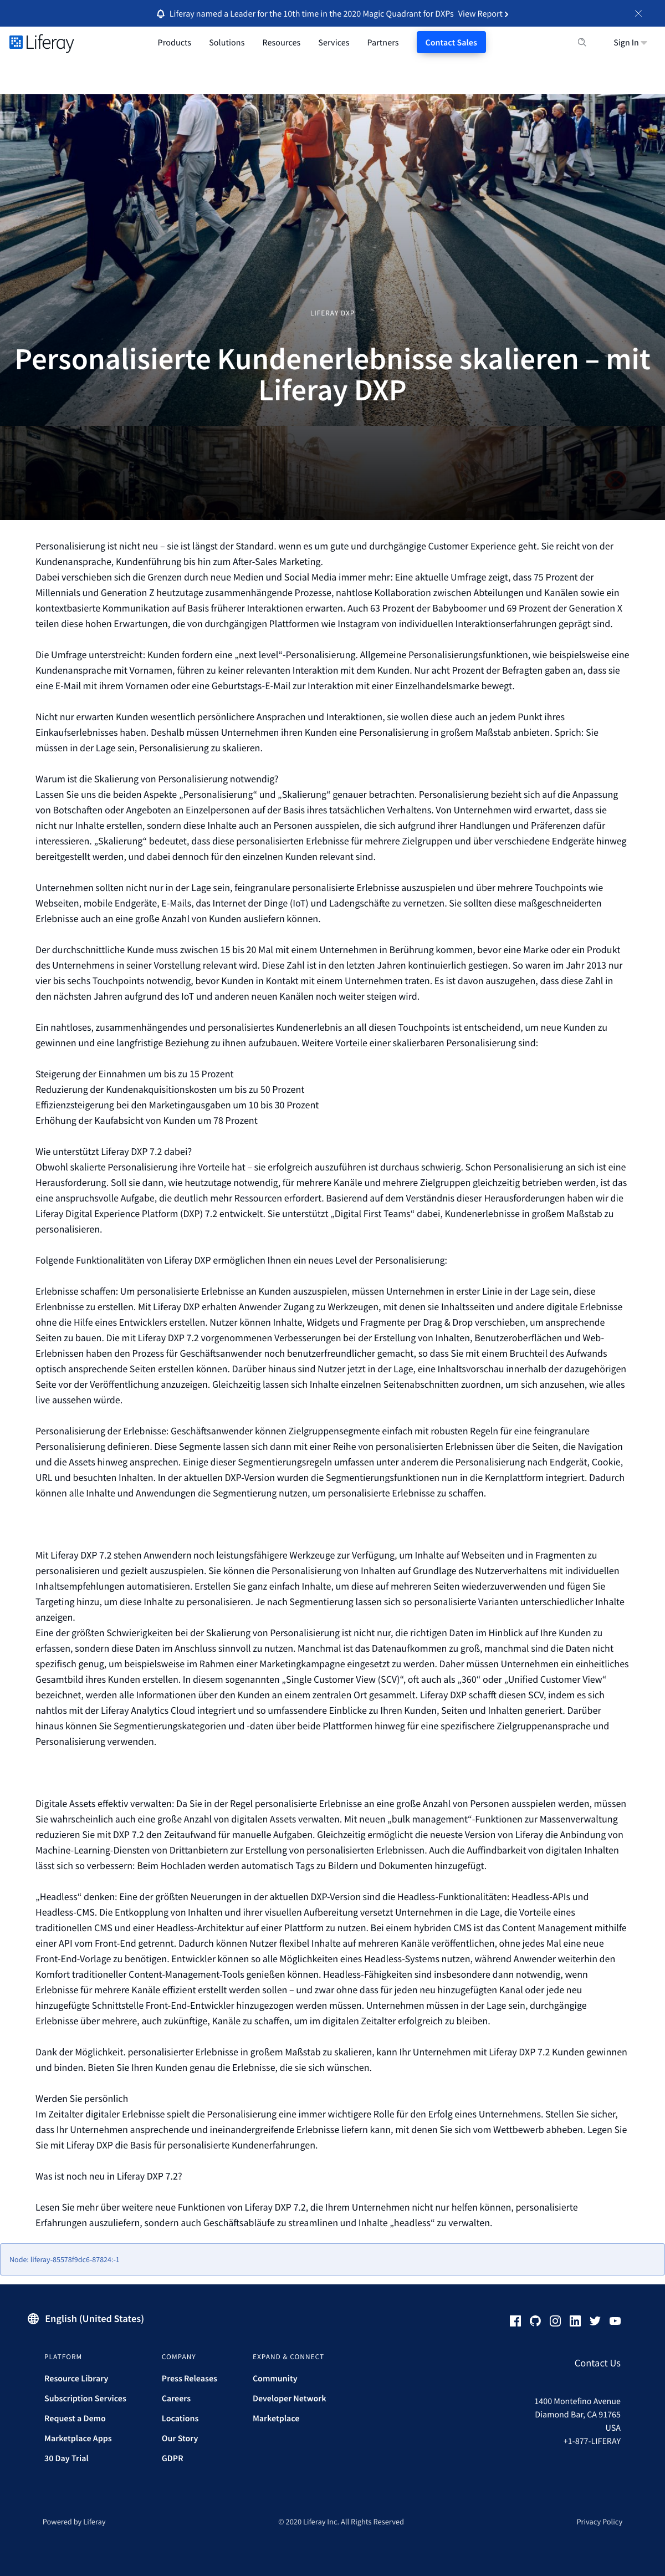 Liferay named a Leader for the 10th time in the 2020 Magic Quadrant for DXPs View Report
Liferay
Products Solutions Resources Services Partners Contact Sales Sign In
LIFERAY DXP
Personalisierte Kundenerlebnisse skalieren – mit
Liferay DXP
Personalisierung ist nicht neu – sie ist längst der Standard. wenn es um gute und durchgängige Customer Experience geht. Sie reicht von der
Kundenansprache, Kundenführung bis hin zum After-Sales Marketing.
Dabei verschieben sich die Grenzen durch neue Medien und Social Media immer mehr: Eine aktuelle Umfrage zeigt, dass 75 Prozent der
Millennials und Generation Z heutzutage zusammenhängende Prozesse, nahtlose Kollaboration zwischen Abteilungen und Kanälen sowie ein
kontextbasierte Kommunikation auf Basis früherer Interaktionen erwarten. Auch 63 Prozent der Babyboomer und 69 Prozent der Generation X
teilen diese hohen Erwartungen, die von durchgängigen Plattformen wie Instagram von individuellen Interaktionserfahrungen geprägt sind.
Die Umfrage unterstreicht: Kunden fordern eine „next level“-Personalisierung. Allgemeine Personalisierungsfunktionen, wie beispielsweise eine
Kundenansprache mit Vornamen, führen zu keiner relevanten Interaktion mit dem Kunden. Nur acht Prozent der Befragten gaben an, dass sie
eine E-Mail mit ihrem Vornamen oder eine Geburtstags-E-Mail zur Interaktion mit einer Einzelhandelsmarke bewegt.
Nicht nur erwarten Kunden wesentlich persönlichere Ansprachen und Interaktionen, sie wollen diese auch an jedem Punkt ihres
Einkaufserlebnisses haben. Deshalb müssen Unternehmen ihren Kunden eine Personalisierung in großem Maßstab anbieten. Sprich: Sie
müssen in der Lage sein, Personalisierung zu skalieren.
Warum ist die Skalierung von Personalisierung notwendig?
Lassen Sie uns die beiden Aspekte „Personalisierung“ und „Skalierung“ genauer betrachten. Personalisierung bezieht sich auf die Anpassung
von Botschaften oder Angeboten an Einzelpersonen auf der Basis ihres tatsächlichen Verhaltens. Von Unternehmen wird erwartet, dass sie
nicht nur Inhalte erstellen, sondern diese Inhalte auch an Personen ausspielen, die sich aufgrund ihrer Handlungen und Präferenzen dafür
interessieren. „Skalierung“ bedeutet, dass diese personalisierten Erlebnisse für mehrere Zielgruppen und über verschiedene Endgeräte hinweg
bereitgestellt werden, und dabei dennoch für den einzelnen Kunden relevant sind.
Unternehmen sollten nicht nur in der Lage sein, feingranulare personalisierte Erlebnisse auszuspielen und über mehrere Touchpoints wie
Webseiten, mobile Endgeräte, E-Mails, das Internet der Dinge (IoT) und Ladengschäfte zu vernetzen. Sie sollten diese maßgeschneiderten
Erlebnisse auch an eine große Anzahl von Kunden ausliefern können.
Der durchschnittliche Kunde muss zwischen 15 bis 20 Mal mit einem Unternehmen in Berührung kommen, bevor eine Marke oder ein Produkt
des Unternehmens in seiner Vorstellung relevant wird. Diese Zahl ist in den letzten Jahren kontinuierlich gestiegen. So waren im Jahr 2013 nur
vier bis sechs Touchpoints notwendig, bevor Kunden in Kontakt mit einem Unternehmen traten. Es ist davon auszugehen, dass diese Zahl in
den nächsten Jahren aufgrund des IoT und anderen neuen Kanälen noch weiter steigen wird.
Ein nahtloses, zusammenhängendes und personalisiertes Kundenerlebnis an all diesen Touchpoints ist entscheidend, um neue Kunden zu
gewinnen und eine langfristige Beziehung zu ihnen aufzubauen. Weitere Vorteile einer skalierbaren Personalisierung sind:
Steigerung der Einnahmen um bis zu 15 Prozent
Reduzierung der Kundenakquisitionskosten um bis zu 50 Prozent
Effizienzsteigerung bei den Marketingausgaben um 10 bis 30 Prozent
Erhöhung der Kaufabsicht von Kunden um 78 Prozent
Wie unterstützt Liferay DXP 7.2 dabei?
Obwohl skalierte Personalisierung ihre Vorteile hat – sie erfolgreich auszuführen ist durchaus schwierig. Schon Personalisierung an sich ist eine
Herausforderung. Soll sie dann, wie heutzutage notwendig, für mehrere Kanäle und mehrere Zielgruppen gleichzeitig betrieben werden, ist das
eine anspruchsvolle Aufgabe, die deutlich mehr Ressourcen erfordert. Basierend auf dem Verständnis dieser Herausforderungen haben wir die
Liferay Digital Experience Platform (DXP) 7.2 entwickelt. Sie unterstützt „Digital First Teams“ dabei, Kundenerlebnisse in großem Maßstab zu
personalisieren.
Folgende Funktionalitäten von Liferay DXP ermöglichen Ihnen ein neues Level der Personalisierung:
Erlebnisse schaffen: Um personalisierte Erlebnisse an Kunden auszuspielen, müssen Unternehmen in erster Linie in der Lage sein, diese
Erlenbnisse zu erstellen. Mit Liferay DXP erhalten Anwender Zugang zu Werkzeugen, mit denen sie Inhaltsseiten und andere digitale Erlebnisse
ohne die Hilfe eines Entwicklers erstellen. Nutzer können Inhalte, Widgets und Fragmente per Drag & Drop verschieben, um ansprechende
Seiten zu bauen. Die mit Liferay DXP 7.2 vorgenommenen Verbesserungen bei der Erstellung von Inhalten, Benutzeroberflächen und Web-
Erlebnissen haben den Prozess für Geschäftsanwender noch benutzerfreundlicher gemacht, so dass Sie mit einem Bruchteil des Aufwands
optisch ansprechende Seiten erstellen können. Darüber hinaus sind Nutzer jetzt in der Lage, eine Inhaltsvorschau innerhalb der dazugehörigen
Seite vor der Veröffentlichung anzuzeigen. Gleichzeitig lassen sich Inhalte einzelnen Seitenabschnitten zuordnen, um sich anzusehen, wie alles
live aussehen würde.
Personalisierung der Erlebnisse: Geschäftsanwender können Zielgruppensegmente einfach mit robusten Regeln für eine feingranulare
Personalisierung definieren. Diese Segmente lassen sich dann mit einer Reihe von personalisierten Erlebnissen über die Seiten, die Navigation
und die Assets hinweg ansprechen. Einige dieser Segmentierungsregeln umfassen unter anderem die Personalisierung nach Endgerät, Cookie,
URL und besuchten Inhalten. In der aktuellen DXP-Version wurden die Segmentierungsfunktionen nun in die Kernplattform integriert. Dadurch
können alle Inhalte und Anwendungen die Segmentierung nutzen, um personalisierte Erlebnisse zu schaffen.
Mit Liferay DXP 7.2 stehen Anwendern noch leistungsfähigere Werkzeuge zur Verfügung, um Inhalte auf Webseiten und in Fragmenten zu
personalisieren und gezielt auszuspielen. Sie können die Personalisierung von Inhalten auf Grundlage des Nutzerverhaltens mit individuellen
Inhaltsempfehlungen automatisieren. Erstellen Sie ganz einfach Inhalte, um diese auf mehreren Seiten wiederzuverwenden und fügen Sie
Targeting hinzu, um diese Inhalte zu personalisieren. Je nach Segmentierung lassen sich so personalisierte Varianten unterschiedlicher Inhalte
anzeigen.
Eine der größten Schwierigkeiten bei der Skalierung von Personalisierung ist nicht nur, die richtigen Daten im Hinblick auf Ihre Kunden zu
erfassen, sondern diese Daten im Anschluss sinnvoll zu nutzen. Manchmal ist das Datenaufkommen zu groß, manchmal sind die Daten nicht
spezifisch genug, um beispielsweise im Rahmen einer Marketingkampagne eingesetzt zu werden. Daher müssen Unternehmen ein einheitliches
Gesamtbild ihres Kunden erstellen. In diesem sogenannten „Single Customer View (SCV)“, oft auch als „360“ oder „Unified Customer View“
bezeichnet, werden alle Informationen über den Kunden an einem zentralen Ort gesammelt. Liferay DXP schafft diesen SCV, indem es sich
nahtlos mit der Liferay Analytics Cloud integriert und so umfassendere Einblicke zu Ihren Kunden, Seiten und Inhalten generiert. Darüber
hinaus können Sie Segmentierungskategorien und -daten über beide Plattformen hinweg für eine spezifischere Zielgruppenansprache und
Personalisierung verwenden.
Digitale Assets effektiv verwalten: Da Sie in der Regel personalisierte Erlebnisse an eine große Anzahl von Personen ausspielen werden, müssen
Sie wahrscheinlich auch eine große Anzahl von digitalen Assets verwalten. Mit neuen „bulk management“-Funktionen zur Massenverwaltung
reduzieren Sie mit DXP 7.2 den Zeitaufwand für manuelle Aufgaben. Gleichzeitig ermöglicht die neueste Version von Liferay die Anbindung von
Machine-Learning-Diensten von Drittanbietern zur Erstellung von personalisierten Erlebnissen. Auch die Auffindbarkeit von digitalen Inhalten
lässt sich so verbessern: Beim Hochladen werden automatisch Tags zu Bildern und Dokumenten hinzugefügt.
„Headless“ denken: Eine der größten Neuerungen in der aktuellen DXP-Version sind die Headless-Funktionalitäten: Headless-APIs und
Headless-CMS. Die Entkopplung von Inhalten und ihrer visuellen Aufbereitung versetzt Unternehmen in die Lage, die Vorteile eines
traditionellen CMS und einer Headless-Architektur auf einer Plattform zu nutzen. Bei einem hybriden CMS ist das Content Management mithilfe
einer API vom Front-End getrennt. Dadurch können Nutzer flexibel Inhalte auf mehreren Kanäle veröffentlichen, ohne jedes Mal eine neue
Front-End-Vorlage zu benötigen. Entwickler können so alle Möglichkeiten eines Headless-Systems nutzen, während Anwender weiterhin den
Komfort traditioneller Content-Management-Tools genießen können. Headless-Fähigkeiten sind insbesondere dann notwendig, wenn
Erlebnisse für mehrere Kanäle effizient erstellt werden sollen – und zwar ohne dass für jeden neu hinzugefügten Kanal oder jede neu
hinzugefügte Schnittstelle Front-End-Entwickler hinzugezogen werden müssen. Unternehmen müssen in der Lage sein, durchgängige
Erlebnisse über mehrere, auch zukünftige, Kanäle zu schaffen, um im digitalen Zeitalter erfolgreich zu bleiben.
Dank der Möglichkeit. personalisierter Erlebnisse in großem Maßstab zu skalieren, kann Ihr Unternehmen mit Liferay DXP 7.2 Kunden gewinnen
und binden. Bieten Sie Ihren Kunden genau die Erlebnisse, die sie sich wünschen.
Werden Sie persönlich
Im Zeitalter digitaler Erlebnisse spielt die Personalisierung eine immer wichtigere Rolle für den Erfolg eines Unternehmens. Stellen Sie sicher,
dass Ihr Unternehmen ansprechende und ineinandergreifende Erlebnisse liefern kann, mit denen Sie sich vom Wettbewerb abheben. Legen Sie
Sie mit Liferay DXP die Basis für personalisierte Kundenerfahrungen.
Was ist noch neu in Liferay DXP 7.2?
Lesen Sie mehr über weitere neue Funktionen von Liferay DXP 7.2, die Ihrem Unternehmen nicht nur helfen können, personalisierte
Erfahrungen auszuliefern, sondern auch Geschäftsabläufe zu streamlinen und Inhalte „headless“ zu verwalten.
Node: liferay-85578f9dc6-87824:-1
English (United States)
PLATFORM
Resource Library
Subscription Services
Request a Demo
Marketplace Apps
30 Day Trial
COMPANY
Press Releases
Careers
Locations
Our Story
GDPR
EXPAND & CONNECT
Community
Developer Network
Marketplace
Contact Us
1400 Montefino Avenue
Diamond Bar, CA 91765
USA
+1-877-LIFERAY
Powered by Liferay
© 2020 Liferay Inc. All Rights Reserved
Privacy Policy